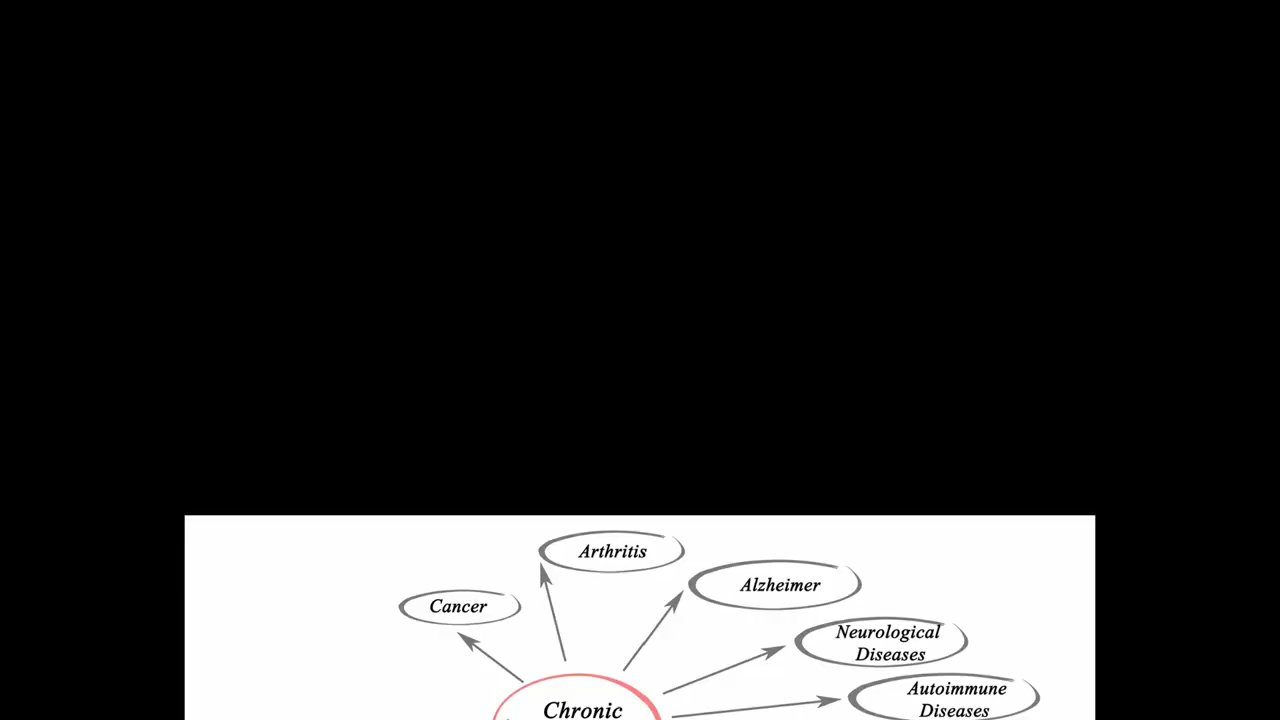 Arthritis
Alzheimer
Cancer
Neurological
Diseases
Autoimmune
Diseases
Chronic